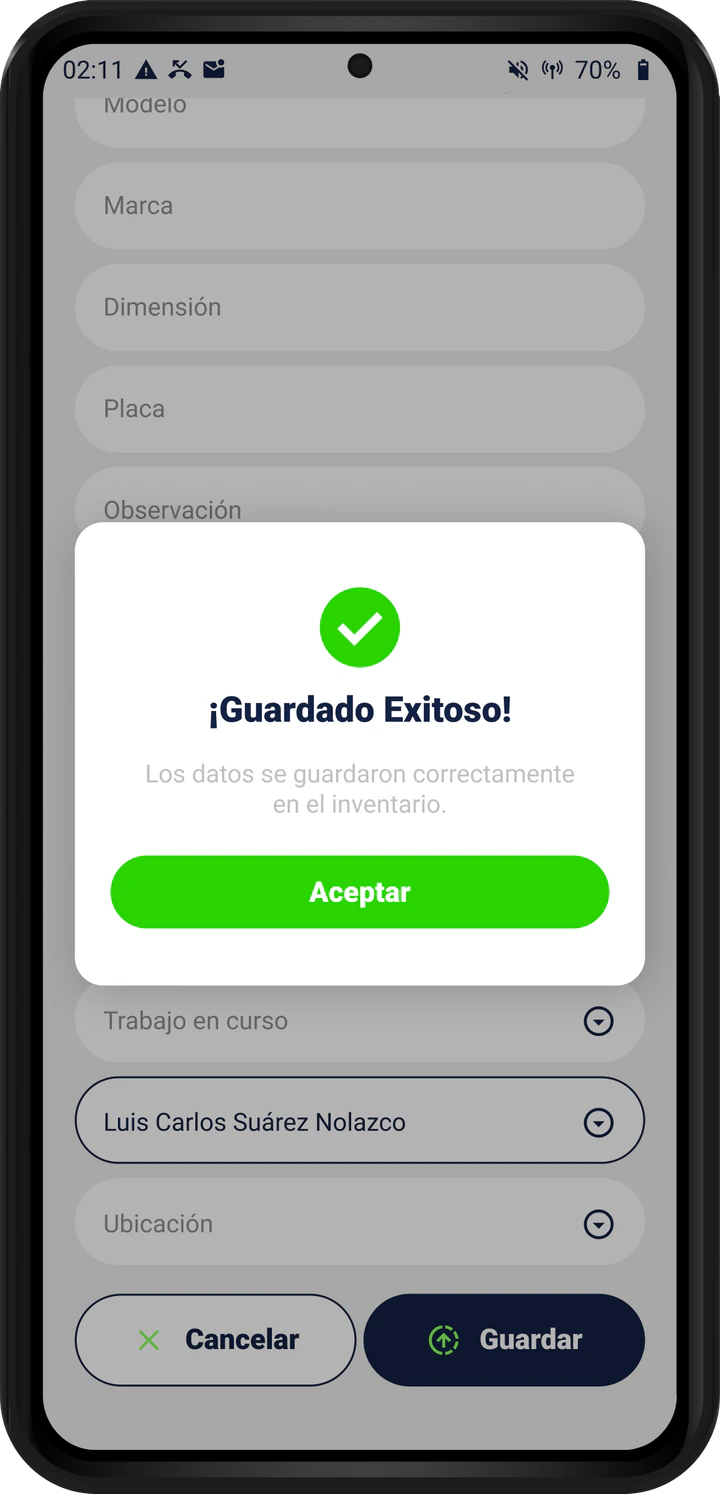 02:11
70%
Modelo
Marca
Dimensión
Placa
Observación
¡Guardado Exitoso!
Los datos se guardaron correctamente
en el inventario.
Aceptar
Trabajo en curso
Luis Carlos Suárez Nolazco
Ubicación
Cancelar
Guardar